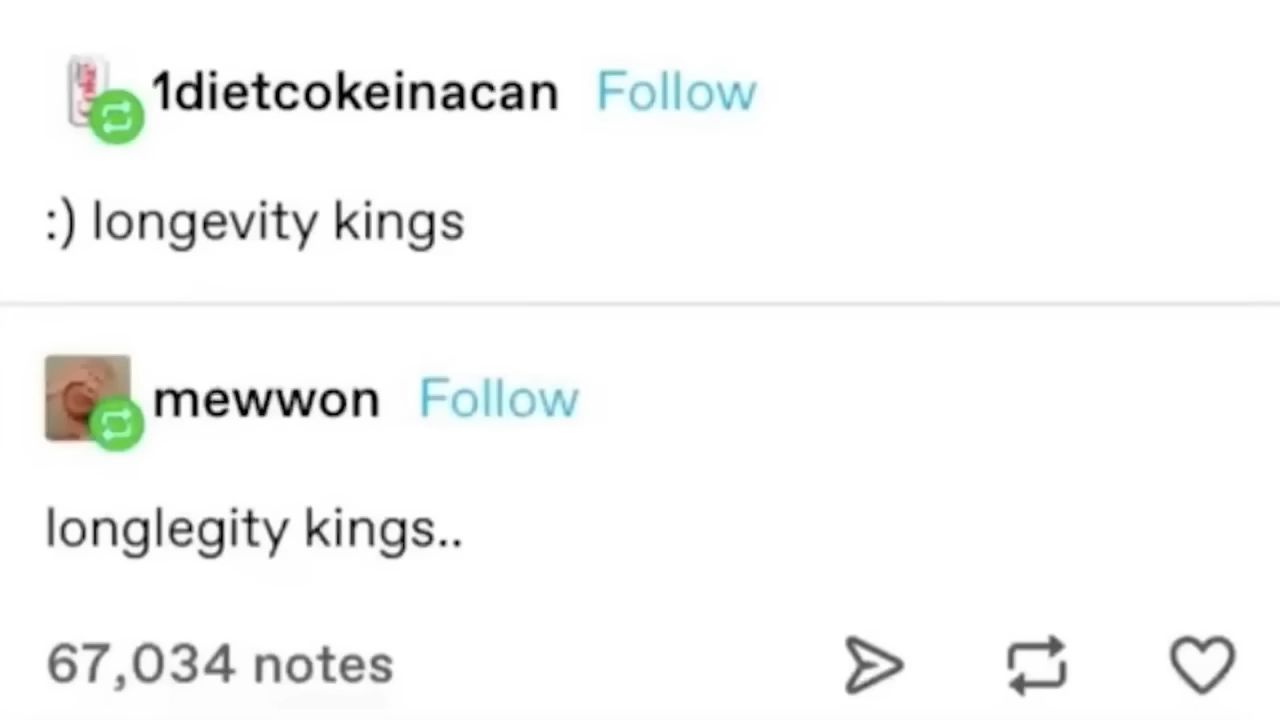 1dietcokeinacan Follow
:) longevity kings
mewwon Follow
longlegity kings..
67,034 notes